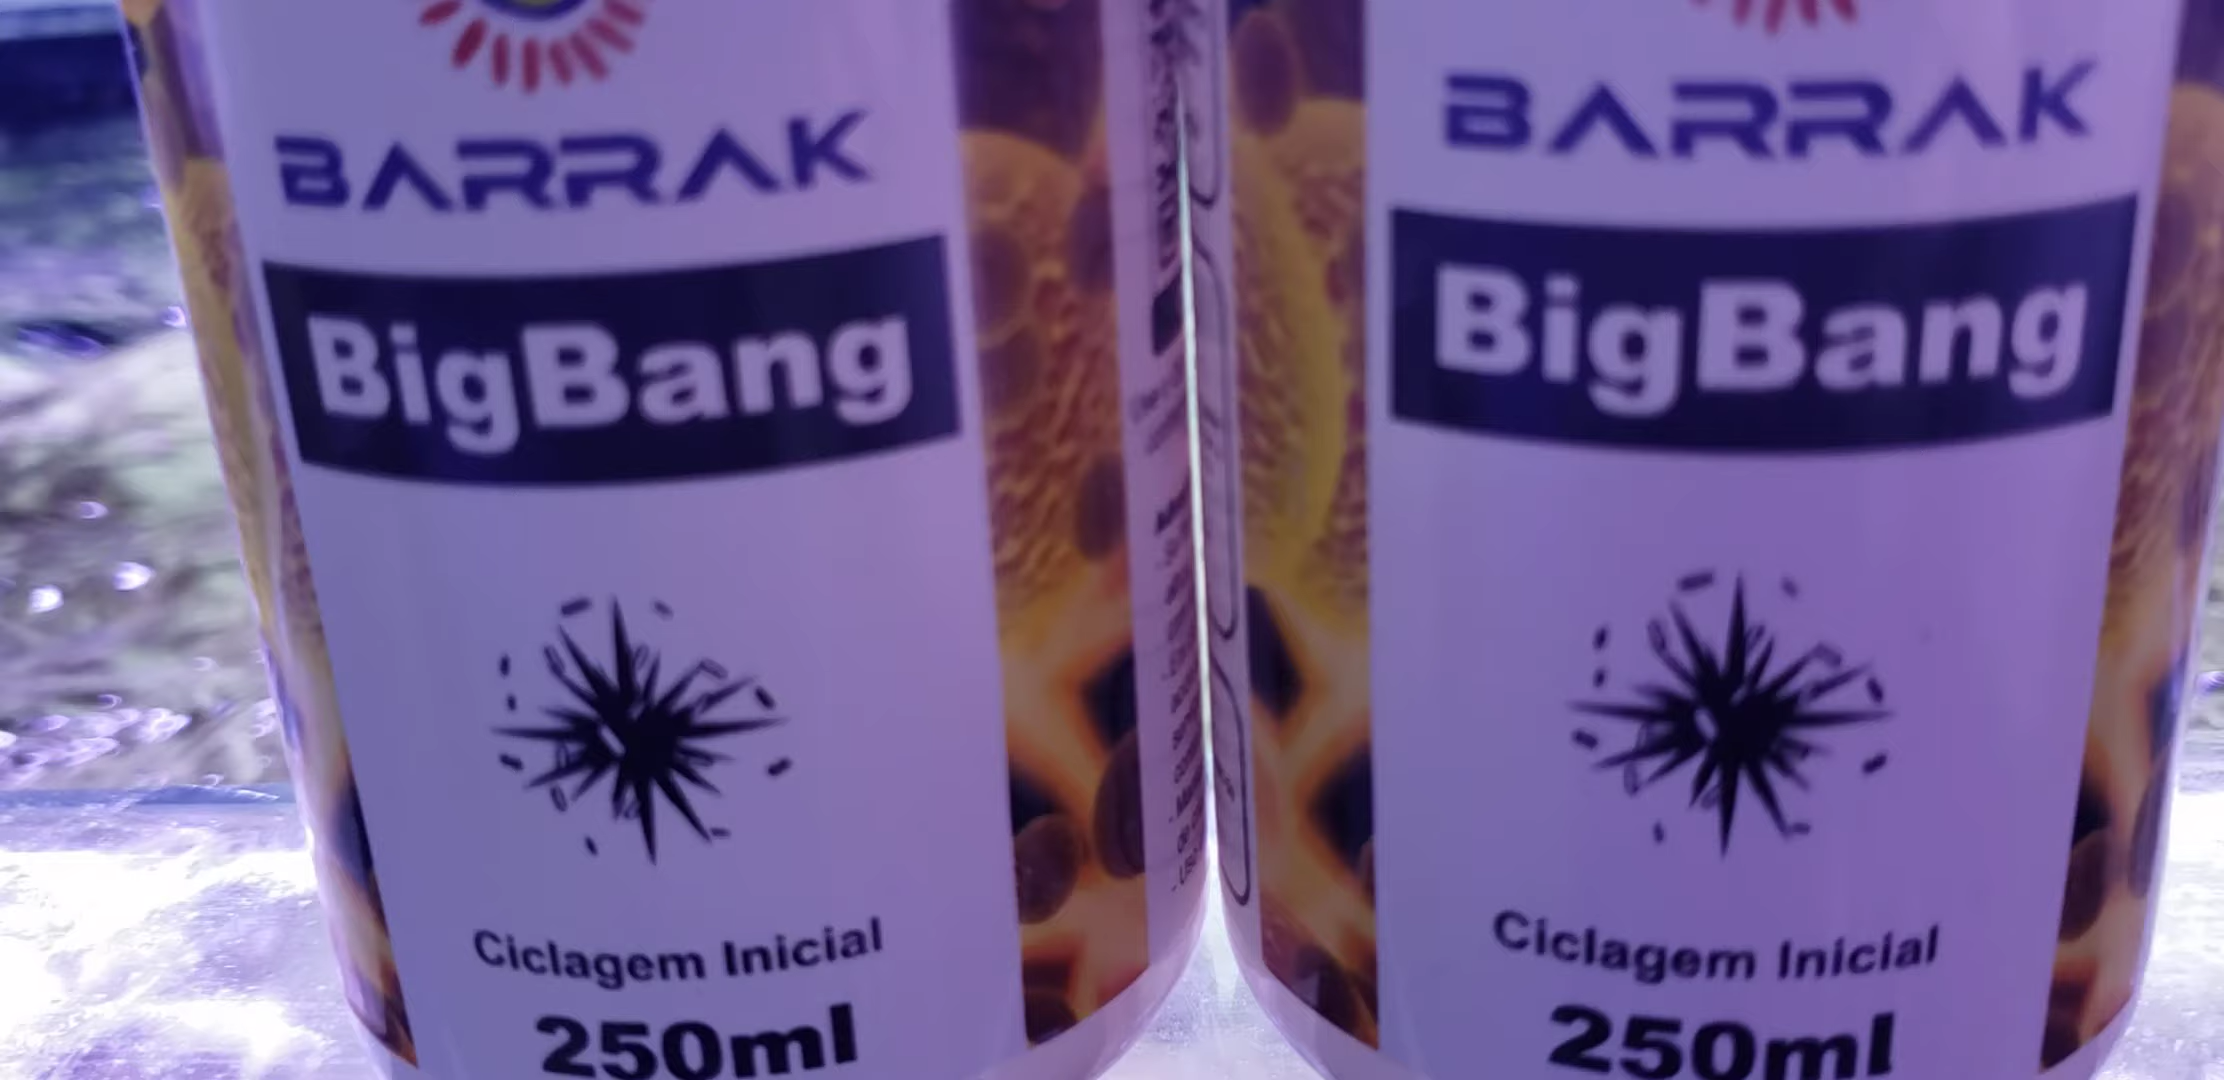 BARRAK
BigBang
Ciclagem Inicial
250ml
BARRAK
BigBang
Ciclagem Inicial
250ml